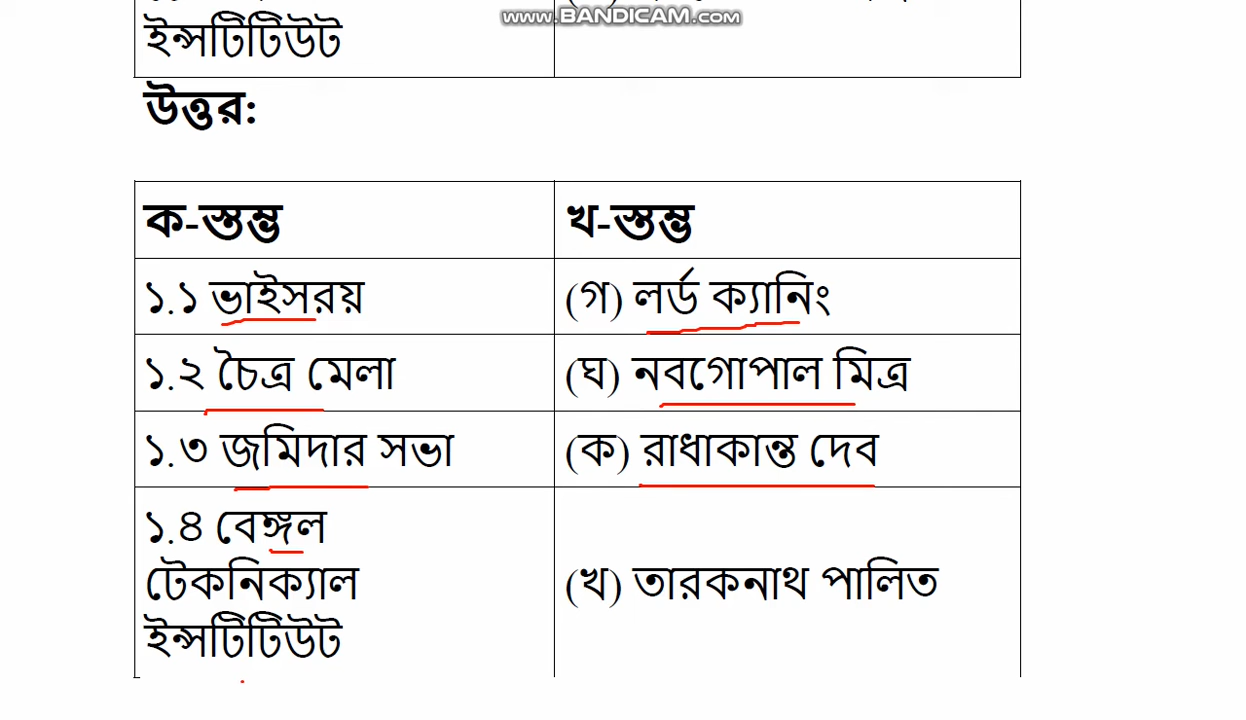 WWW.BANDICAM.COM
ইন্সটিটিউট
উত্তর:
ক-স্তম্ভ খ-স্তম্ভ
১.১ ভাইসরয় (গ) লর্ড ক্যানিং
১.২ চৈত্র মেলা (ঘ) নবগোপাল মিত্র
১.৩ জমিদার সভা (ক) রাধাকান্ত দেব
১.৪ বেঙ্গল
টেকনিক্যাল (খ) তারকনাথ পালিত
ইন্সটিটিউট